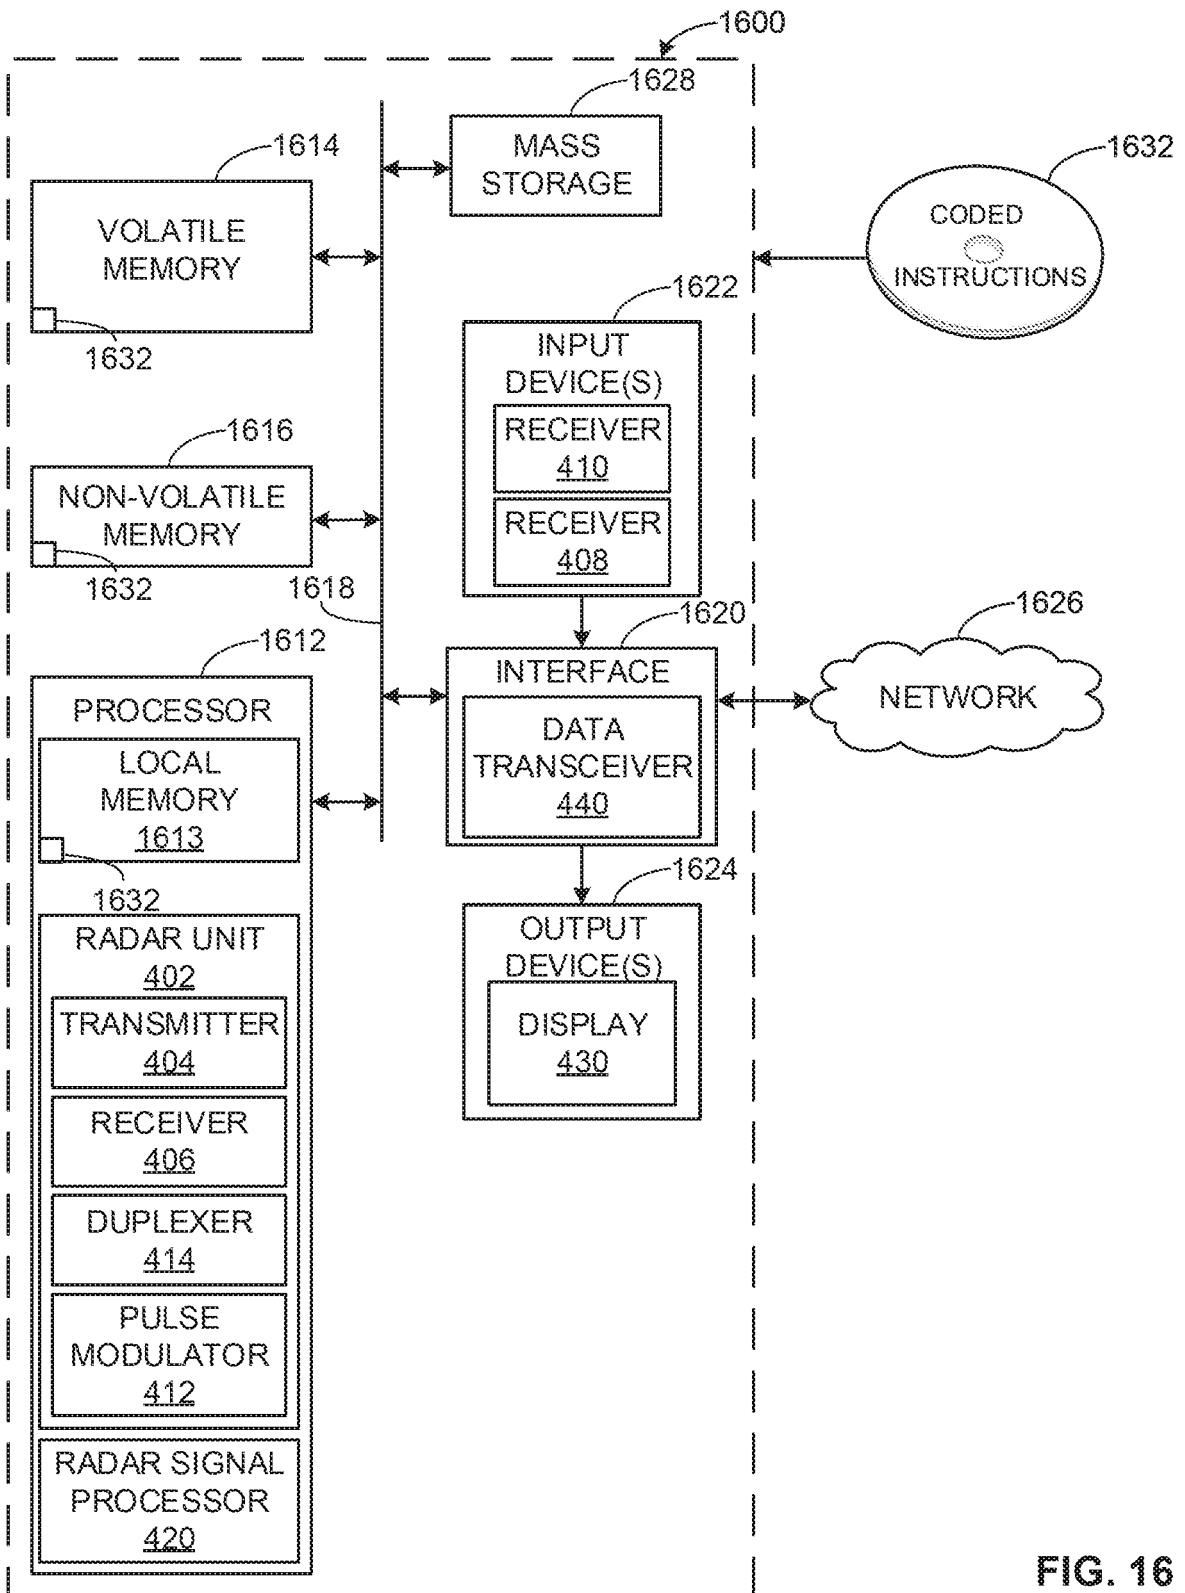 1600
1628
MASS
STORAGE
1614
VOLATILE
MEMORY
1632
1632
CODED
INSTRUCTIONS
1622
INPUT
DEVICE(S)
RECEIVER
410
RECEIVER
408
1616
NON-VOLATILE
MEMORY
1632
1618
1620
INTERFACE
DATA
TRANSCEIVER
440
1626
NETWORK
1612
PROCESSOR
LOCAL
MEMORY
1613
1632
RADAR UNIT
402
TRANSMITTER
404
RECEIVER
406
DUPLEXER
414
PULSE
MODULATOR
412
RADAR SIGNAL
PROCESSOR
420
1624
OUTPUT
DEVICE(S)
DISPLAY
430
FIG. 16